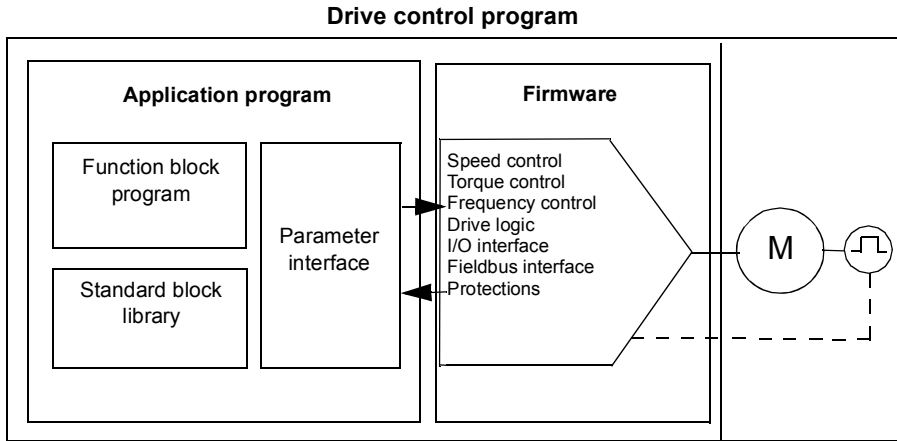 Drive control program
Application program
Function block
program
Standard block
library
Parameter
interface
Firmware
Speed control
Torque control
Frequency control
Drive logic
I/O interface
Fieldbus interface
Protections
M